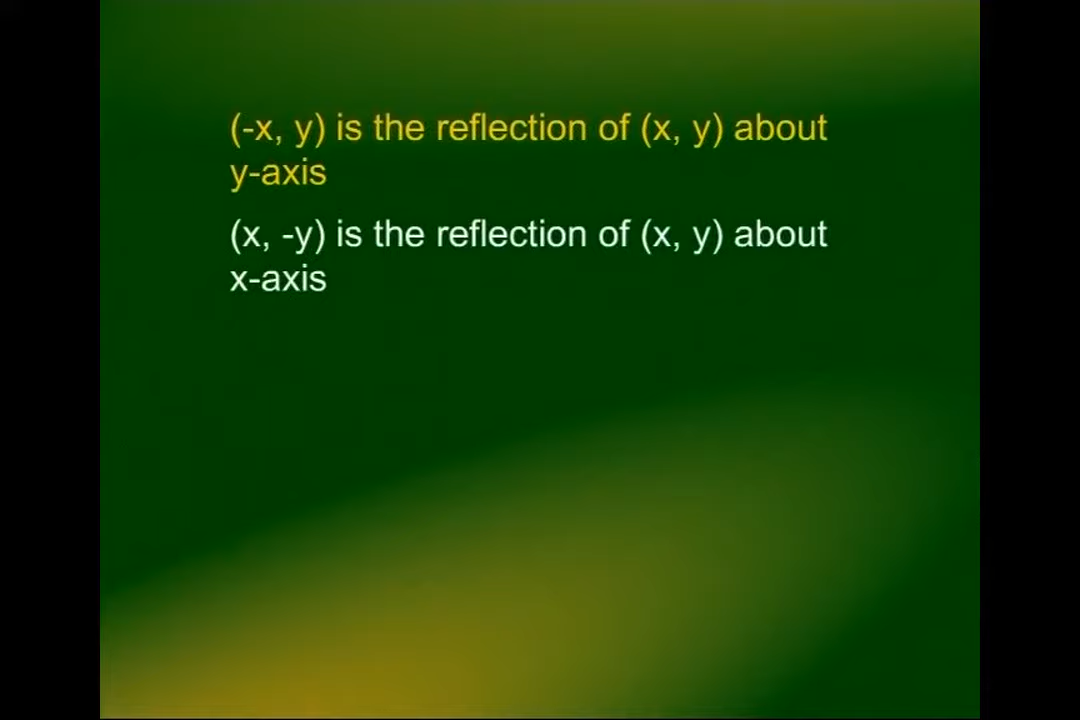 (-x, y) is the reflection of (x, y) about
y-axis
(x, -y) is the reflection of (x, y) about
x-axis